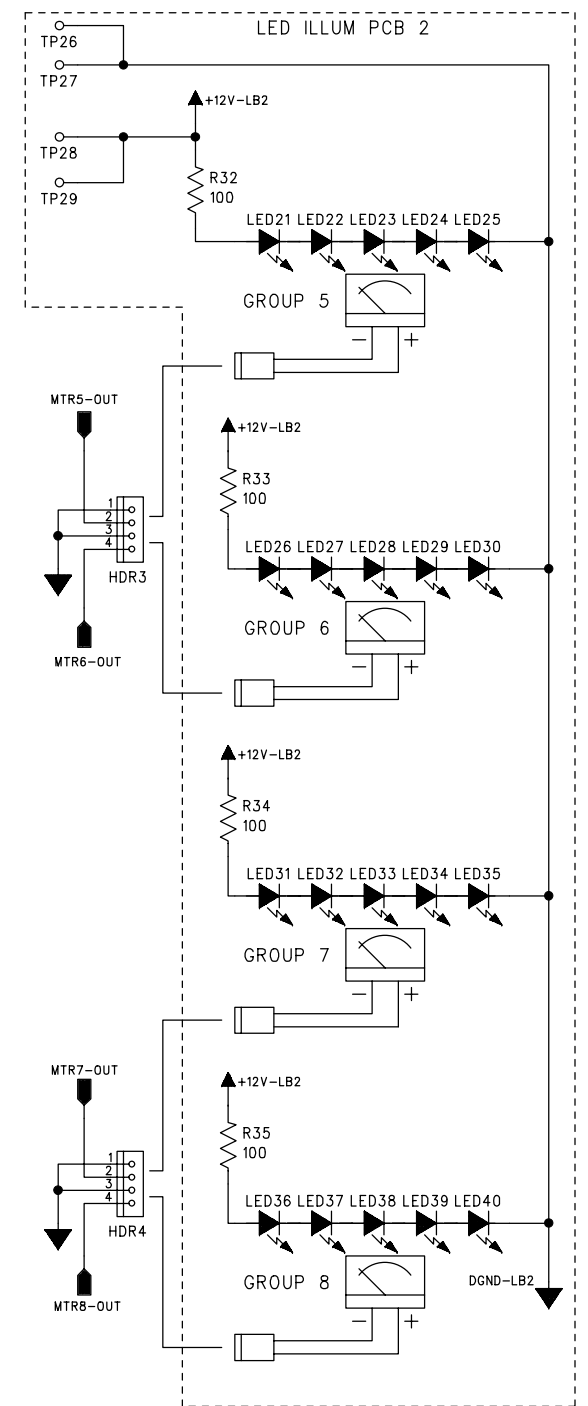 LED ILLUM PCB 2
TP26
TP27
+12V-LB2
TP28
TP29
R32
100
LED21 LED22 LED23 LED24 LED25
GROUP 5
- +
MTR5-OUT
+12V-LB2
R33
100
1
2
3
4
HDR3
LED26 LED27 LED28 LED29 LED30
GROUP 6
- +
MTR6-OUT
+12V-LB2
R34
100
LED31 LED32 LED33 LED34 LED35
GROUP 7
- +
MTR7-OUT
+12V-LB2
R35
100
1
2
3
4
HDR4
LED36 LED37 LED38 LED39 LED40
GROUP 8
DGND-LB2
- +
MTR8-OUT